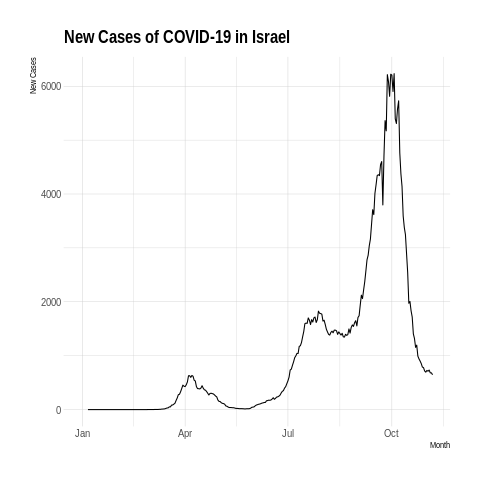 New Cases of COVID-19 in Israel
New Cases
6000
4000
2000
0
Jan Apr Jul Oct
Month